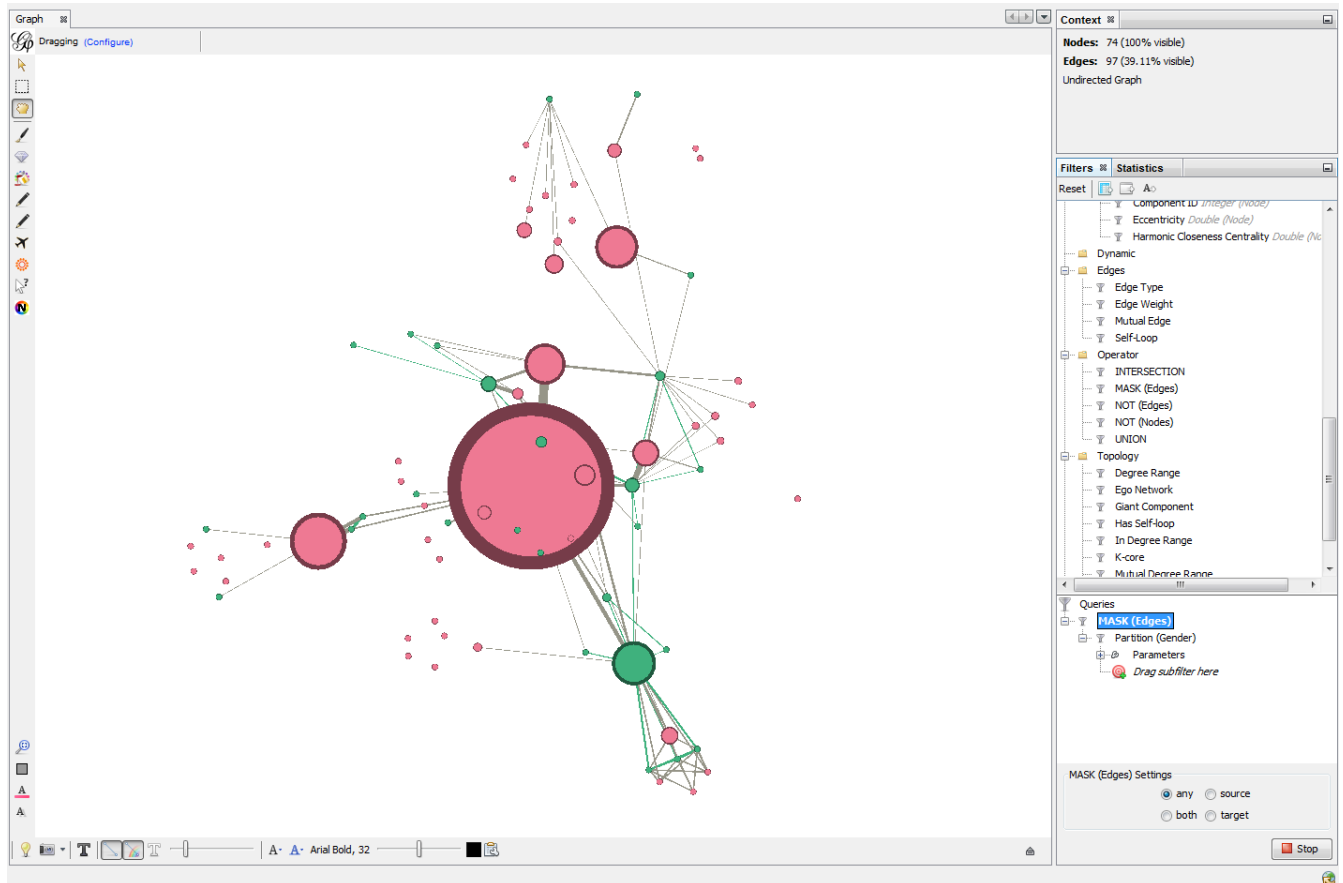 Graph
Dragging (Configure)
Context
Nodes: 74 (100% visible)
Edges: 97 (39.11% visible)
Undirected Graph
Filters Statistics
Reset
Component ID Integer (Node)
Eccentricity Double (Node)
Harmonic Closeness Centrality Double (No
Dynamic
Edges
Edge Type
Edge Weight
Mutual Edge
Self-Loop
Operator
INTERSECTION
MASK (Edges)
NOT (Edges)
NOT (Nodes)
UNION
Topology
Degree Range
Ego Network
Giant Component
Has Self-loop
In Degree Range
K-core
Mutual Degree Range
Queries
MASK (Edges)
Partition (Gender)
Parameters
Drag subfilter here
MASK (Edges) Settings
any source
both target
Stop
T T A- A- Arial Bold, 32